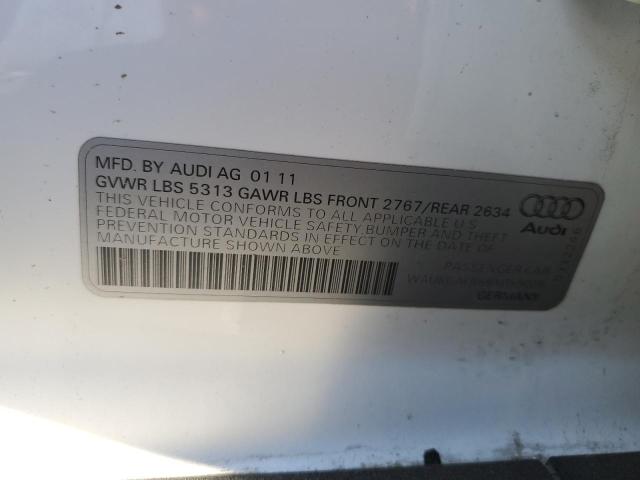 MFD. BY AUDI AG 01 11
GVWR LBS 5313 GAWR LBS FRONT 2767/REAR 2634
THIS VEHICLE CONFORMS TO ALL APPLICABLE U.S
FEDERAL MOTOR VEHICLE SAFETY, BUMPER AND THEFT
PREVENTION STANDARDS IN EFFECT ON THE DATE OF
MANUFACTURE SHOWN ABOVE
Audi
PASSENGER CAR
GERMANY